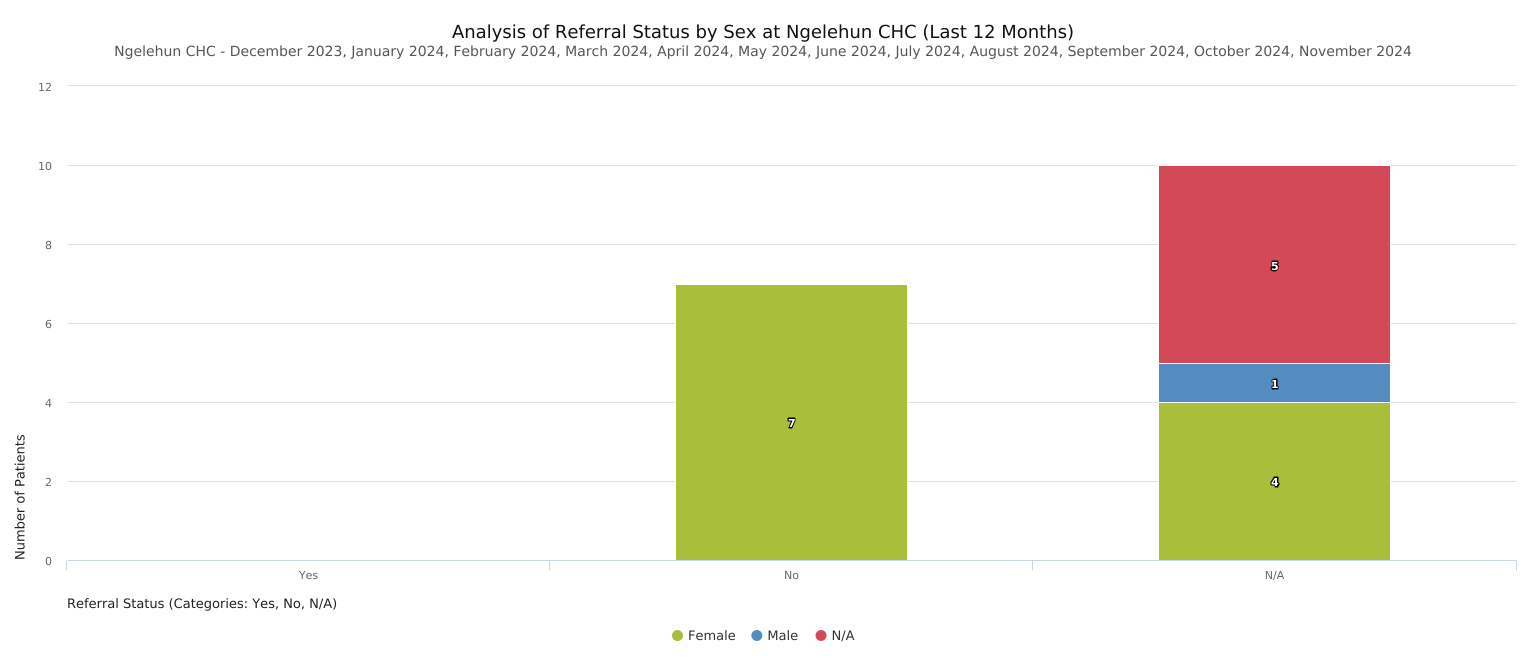 Analysis of Referral Status by Sex at Ngelehun CHC (Last 12 Months)
Ngelehun CHC - December 2023, January 2024, February 2024, March 2024, April 2024, May 2024, June 2024, July 2024, August 2024, September 2024, October 2024, November 2024
Number of Patients
12
10
8
6
4
2
0
7
5
1
4
Yes
No
N/A
Referral Status (Categories: Yes, No, N/A)
Female
Male
N/A